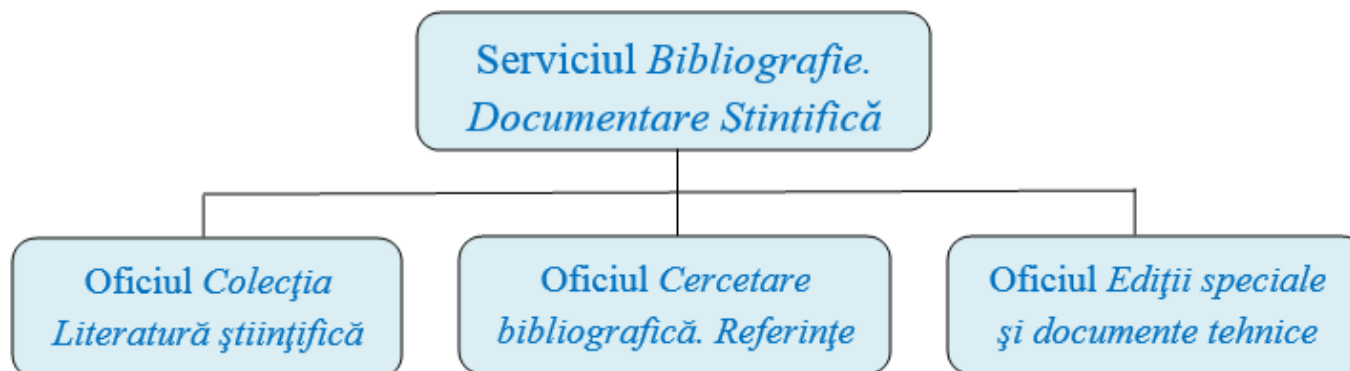 Serviciul Bibliografie.
Documentare Stintifică
Oficiul Colecţia
Literatură ştiinţifică
Oficiul Cercetare
bibliografică. Referinţe
Oficiul Ediţii speciale
şi documente tehnice